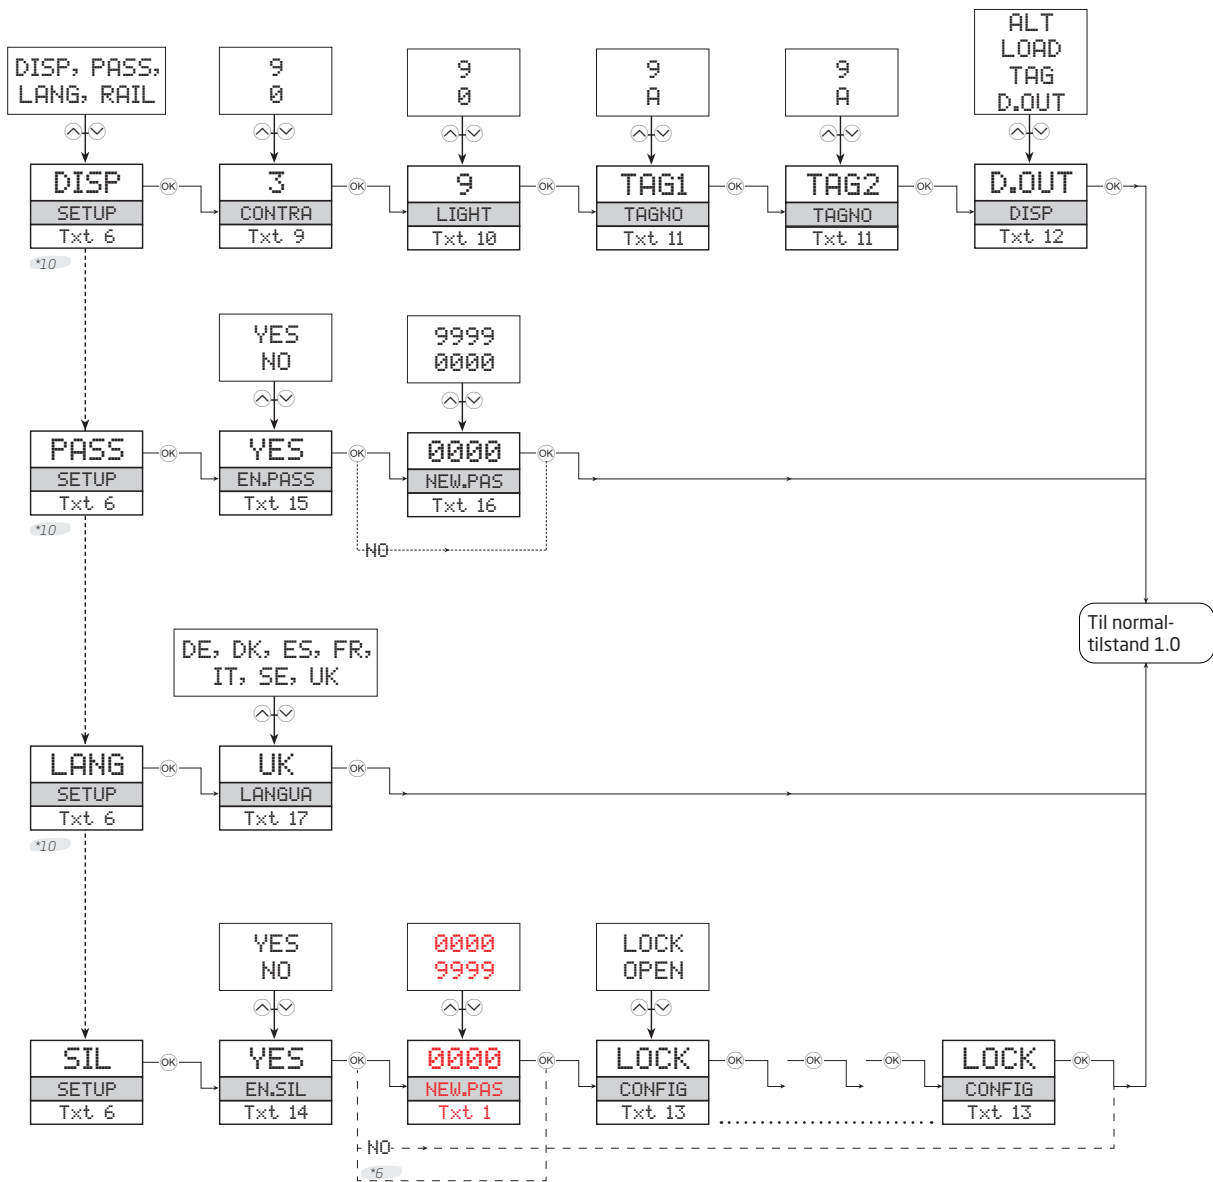 DISP, PASS,
LANG, RAIL
9
0
9
0
9
A
9
A
ALT
LOAD
TAG
D.OUT
DISP
SETUP
Txt 6
*10
OK
3
CONTRA
Txt 9
OK
9
LIGHT
Txt 10
OK
TAG1
TAGNO
Txt 11
OK
TAG2
TAGNO
Txt 11
OK
D.OUT
DISP
Txt 12
OK
YES
NO
9999
0000
PASS
SETUP
Txt 6
*10
OK
YES
EN.PASS
Txt 15
OK
0000
NEW.PAS
Txt 16
OK
NO
Til normal-
tilstand 1.0
DE, DK, ES, FR,
IT, SE, UK
LANG
SETUP
Txt 6
*10
OK
UK
LANGUA
Txt 17
OK
YES
NO
0000
9999
LOCK
OPEN
SIL
SETUP
Txt 6
OK
YES
EN.SIL
Txt 14
OK
0000
NEW.PAS
Txt 1
OK
LOCK
CONFIG
Txt 13
OK
OK
OK
LOCK
CONFIG
Txt 13
OK
NO
*6